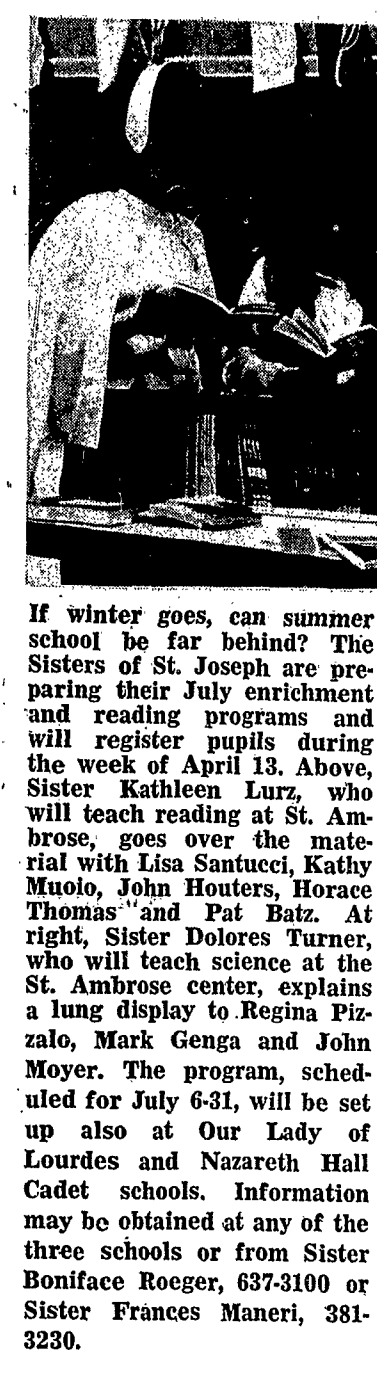 If winter goes, can summer
school be far behind? The
Sisters of St. Joseph are pre-
paring their July enrichment
and reading programs and
will register pupils during
the week of April 13. Above,
Sister Kathleen Lurz, who
will teach reading at St. Am-
brose, goes over the mate-
rial with Lisa Santucci, Kathy
Muoio, John Houters, Horace
Thomas and Pat Batz. At
right, Sister Dolores Turner,
who will teach science at the
St. Ambrose center, explains
a lung display to Regina Piz-
zalo, Mark Genga and John
Moyer. The program, sched-
uled for July 6-31, will be set
up also at Our Lady of
Lourdes and Nazareth Hall
Cadet schools. Information
may be obtained at any of the
three schools or from Sister
Boniface Roeger, 637-3100 or
Sister Frances Maneri, 381-
3230.